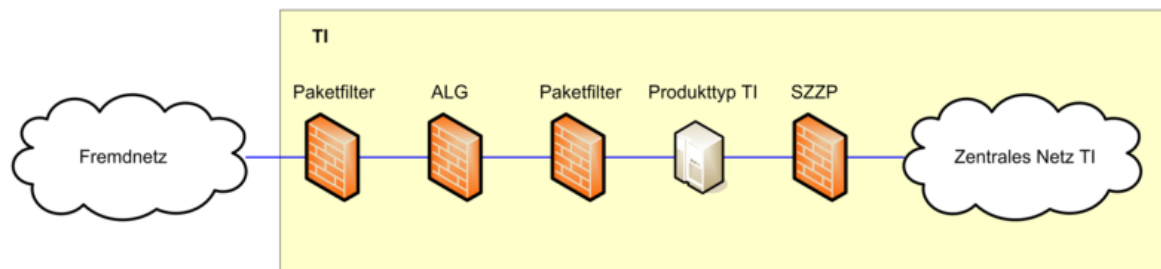 TI
Paketfilter
ALG
Paketfilter
Produkttyp TI
SZZP
Fremdnetz
Zentrales Netz TI